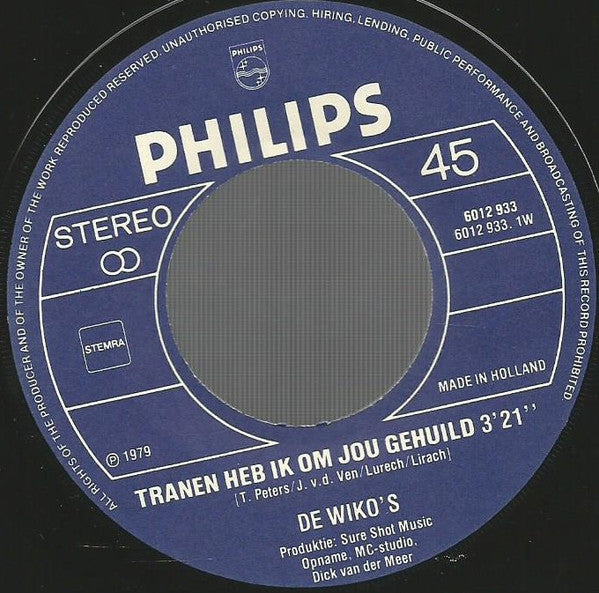 ALL RIGHTS OF THE PRODUCER AND OF THE OWNER OF THE WORK REPRODUCED RESERVED. UNAUTHORISED COPYING, HIRING, LENDING, PUBLIC PERFORMANCE AND BROADCASTING OF THIS RECORD PROHIBITED.
PHILIPS
PHILIPS
STEREO
45
6012 933
6012 933. 1W
STEMRA
MADE IN HOLLAND
℗ 1979
TRANEN HEB IK OM JOU GEHUILD 3'21''
[T. Peters/J. v.d. Ven/Lurech/Lirach]
DE WIKO'S
Produktie: Sure Shot Music
Opname, MC-studio,
Dick van der Meer